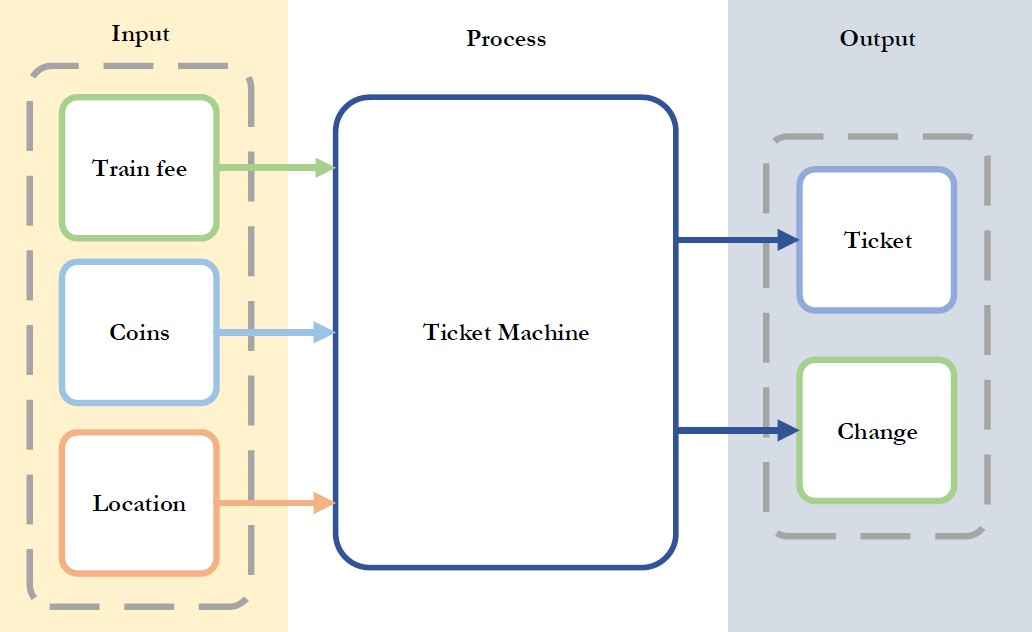 Input
Process
Output
Train fee
Coins
Location
Ticket Machine
Ticket
Change